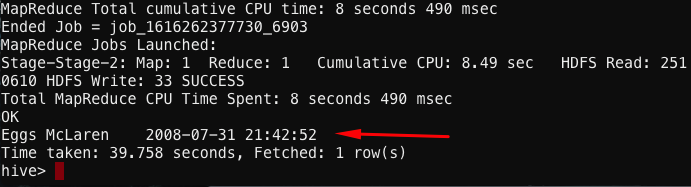 MapReduce Total cumulative CPU time: 8 seconds 490 msec
Ended Job = job_1616262377730_6903
MapReduce Jobs Launched:
Stage-Stage-2: Map: 1  Reduce: 1   Cumulative CPU: 8.49 sec   HDFS Read: 251
0610 HDFS Write: 33 SUCCESS
Total MapReduce CPU Time Spent: 8 seconds 490 msec
OK
Eggs McLaren    2008-07-31 21:42:52
Time taken: 39.758 seconds, Fetched: 1 row(s)
hive>